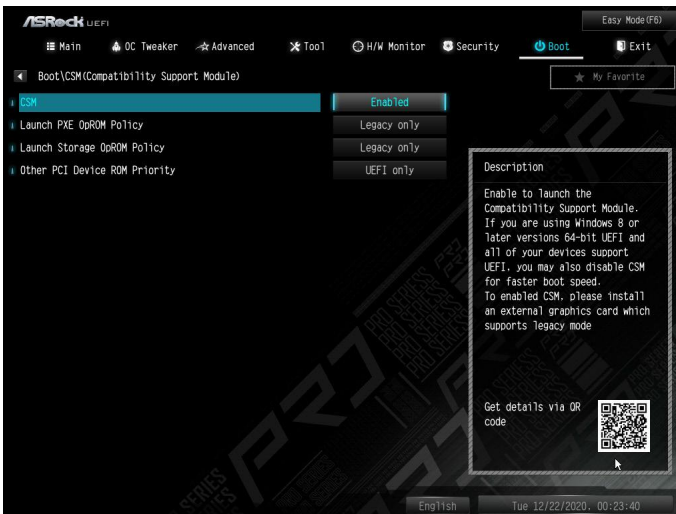 ASRock UEFI
Easy Mode(F6)
Main OC Tweaker Advanced Tool H/W Monitor Security Boot Exit
Boot\CSM(Compatibility Support Module)
My Favorite
CSM Enabled
Launch PXE OpROM Policy Legacy only
Launch Storage OpROM Policy Legacy only
Other PCI Device ROM Priority UEFI only
Description
Enable to launch the
Compatibility Support Module.
If you are using Windows 8 or
later versions 64-bit UEFI and
all of your devices support
UEFI, you may also disable CSM
for faster boot speed.
To enabled CSM, please install
an external graphics card which
supports legacy mode
Get details via QR
code
English
Tue 12/22/2020. 00:23:40